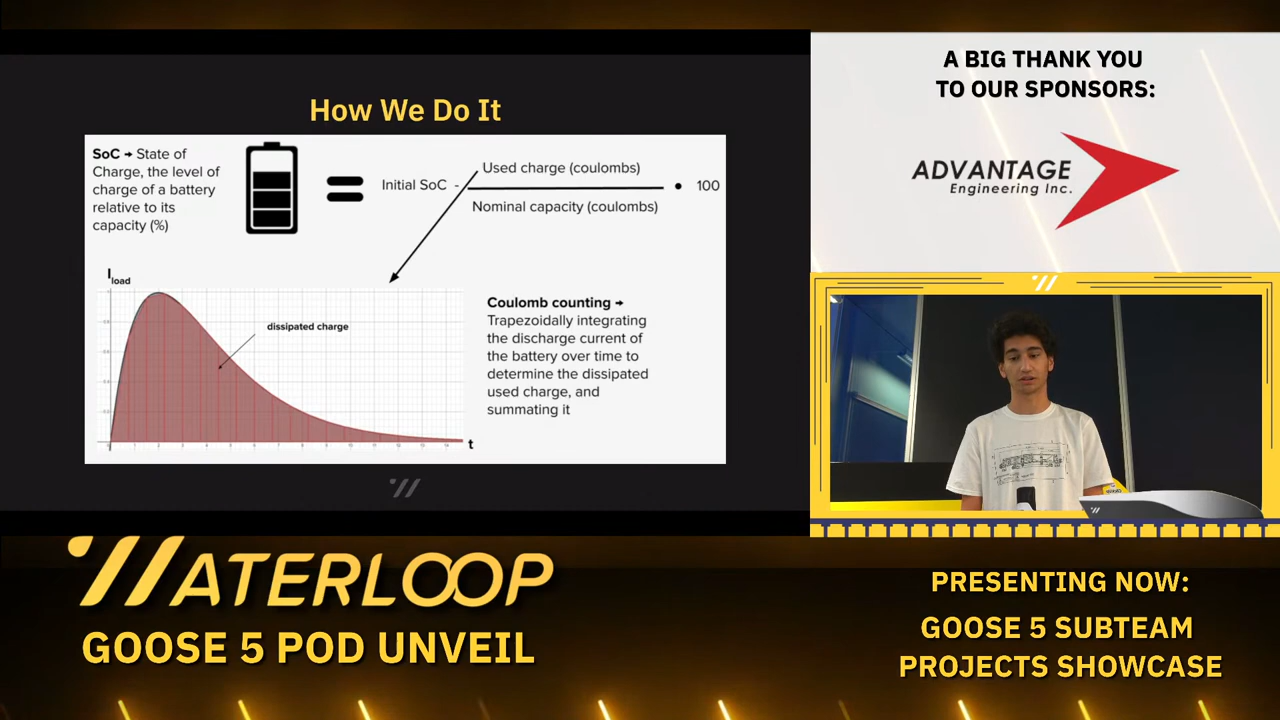 How We Do It
SoC → State of
Charge, the level of
charge of a battery
relative to its
capacity (%)
Initial SoC -
Used charge (coulombs)
Nominal capacity (coulombs)
100
I load
dissipated charge
t
Coulomb counting →
Trapezoidally integrating
the discharge current of
the battery over time to
determine the dissipated
used charge, and
summating it
A BIG THANK YOU
TO OUR SPONSORS:
ADVANTAGE
Engineering Inc.
WATERLOOP
GOOSE 5 POD UNVEIL
PRESENTING NOW:
GOOSE 5 SUBTEAM
PROJECTS SHOWCASE